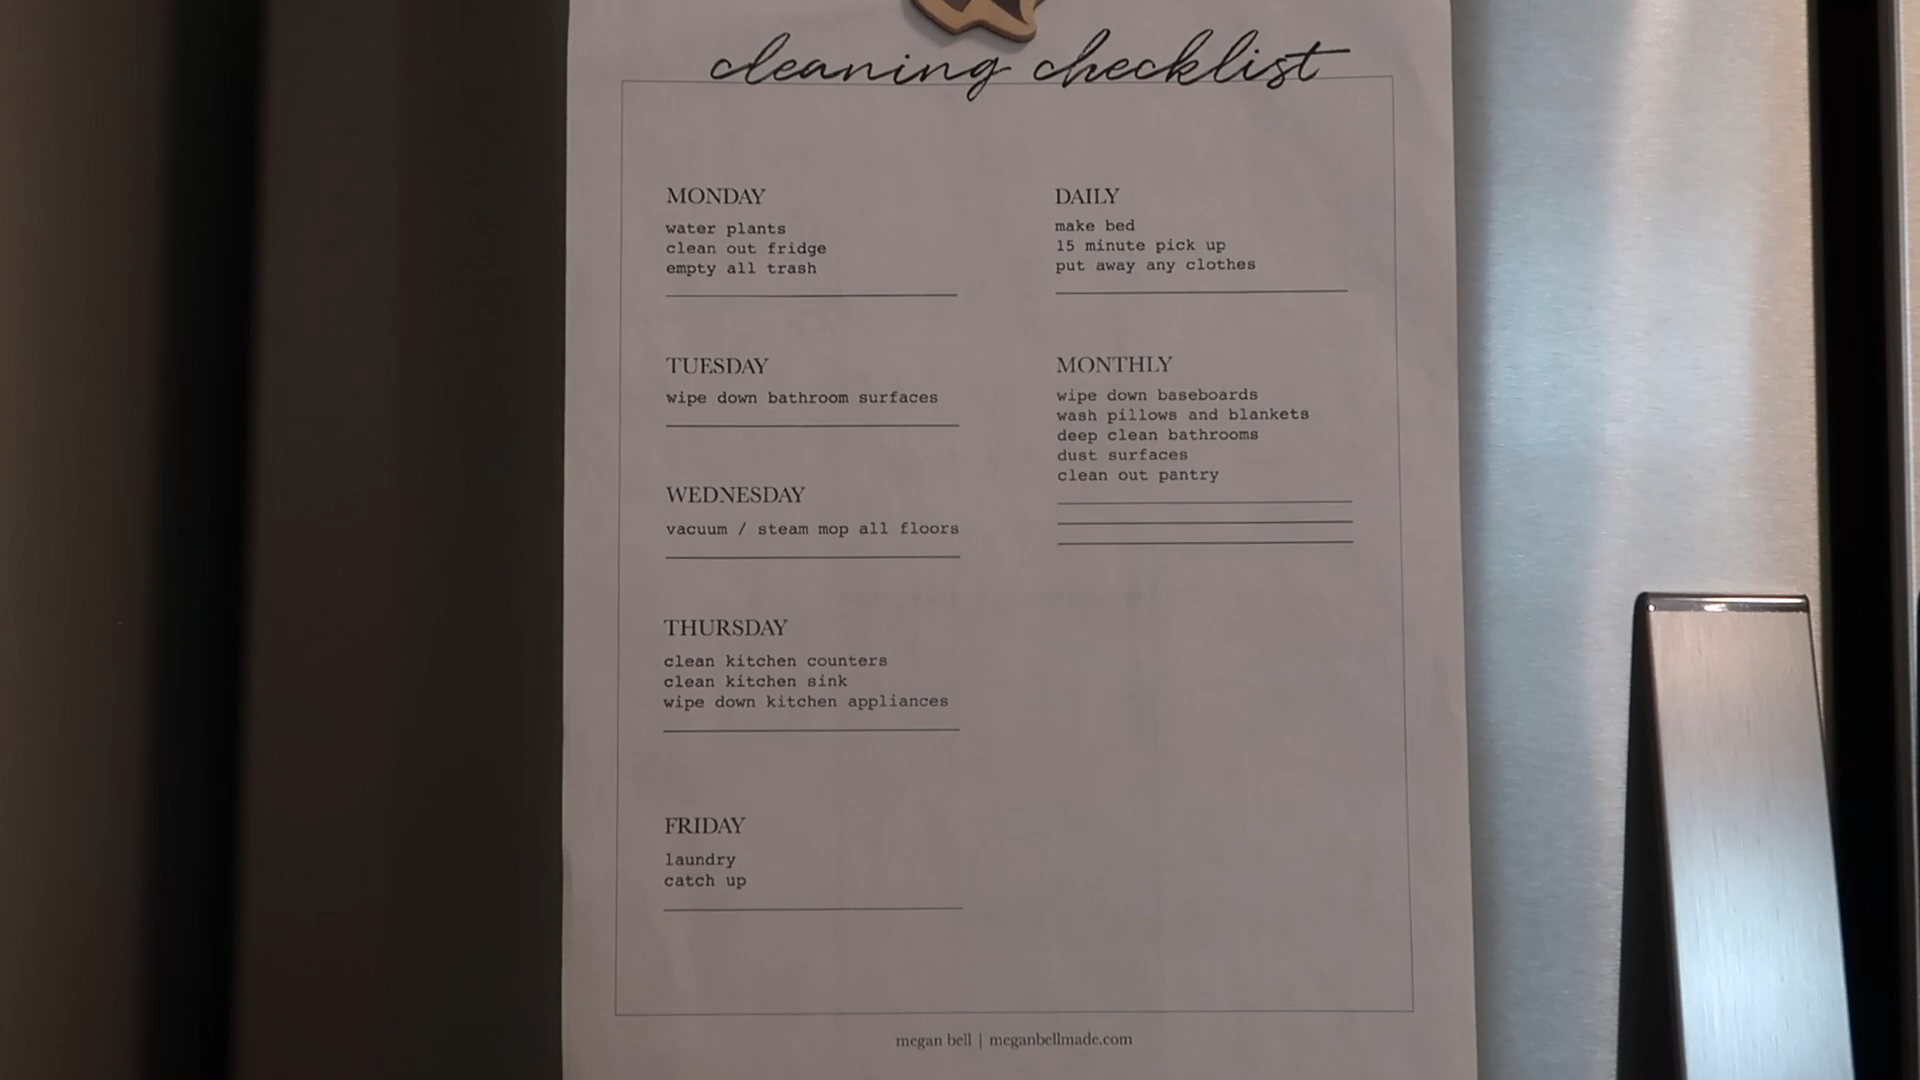 cleaning checklist
MONDAY
water plants
clean out fridge
empty all trash
TUESDAY
wipe down bathroom surfaces
WEDNESDAY
vacuum / steam mop all floors
THURSDAY
clean kitchen counters
clean kitchen sink
wipe down kitchen appliances
FRIDAY
laundry
catch up
DAILY
make bed
15 minute pick up
put away any clothes
MONTHLY
wipe down baseboards
wash pillows and blankets
deep clean bathrooms
dust surfaces
clean out pantry
megan bell | meganbellmade.com